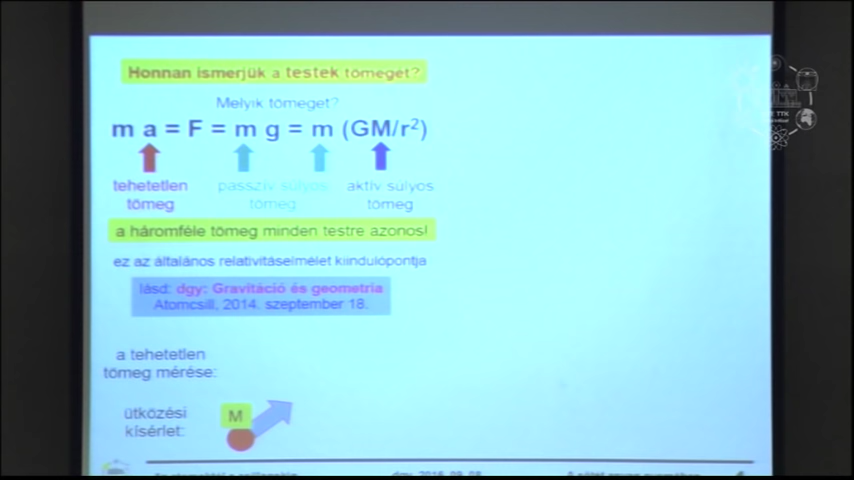 Honnan ismerjük a testek tömegét?
Melyik tömeget?
m a = F = m g = m (GM/r²)
tehetetlen tömeg
passzív súlyos tömeg
aktív súlyos tömeg
a háromféle tömeg minden testre azonos!
ez az általános relativitáselmélet kiindulópontja
lásd: dgy: Gravitáció és geometria
Atomcsill, 2014. szeptember 18.
a tehetetlen
tömeg mérése:
ütközési
kísérlet:
M
TTK